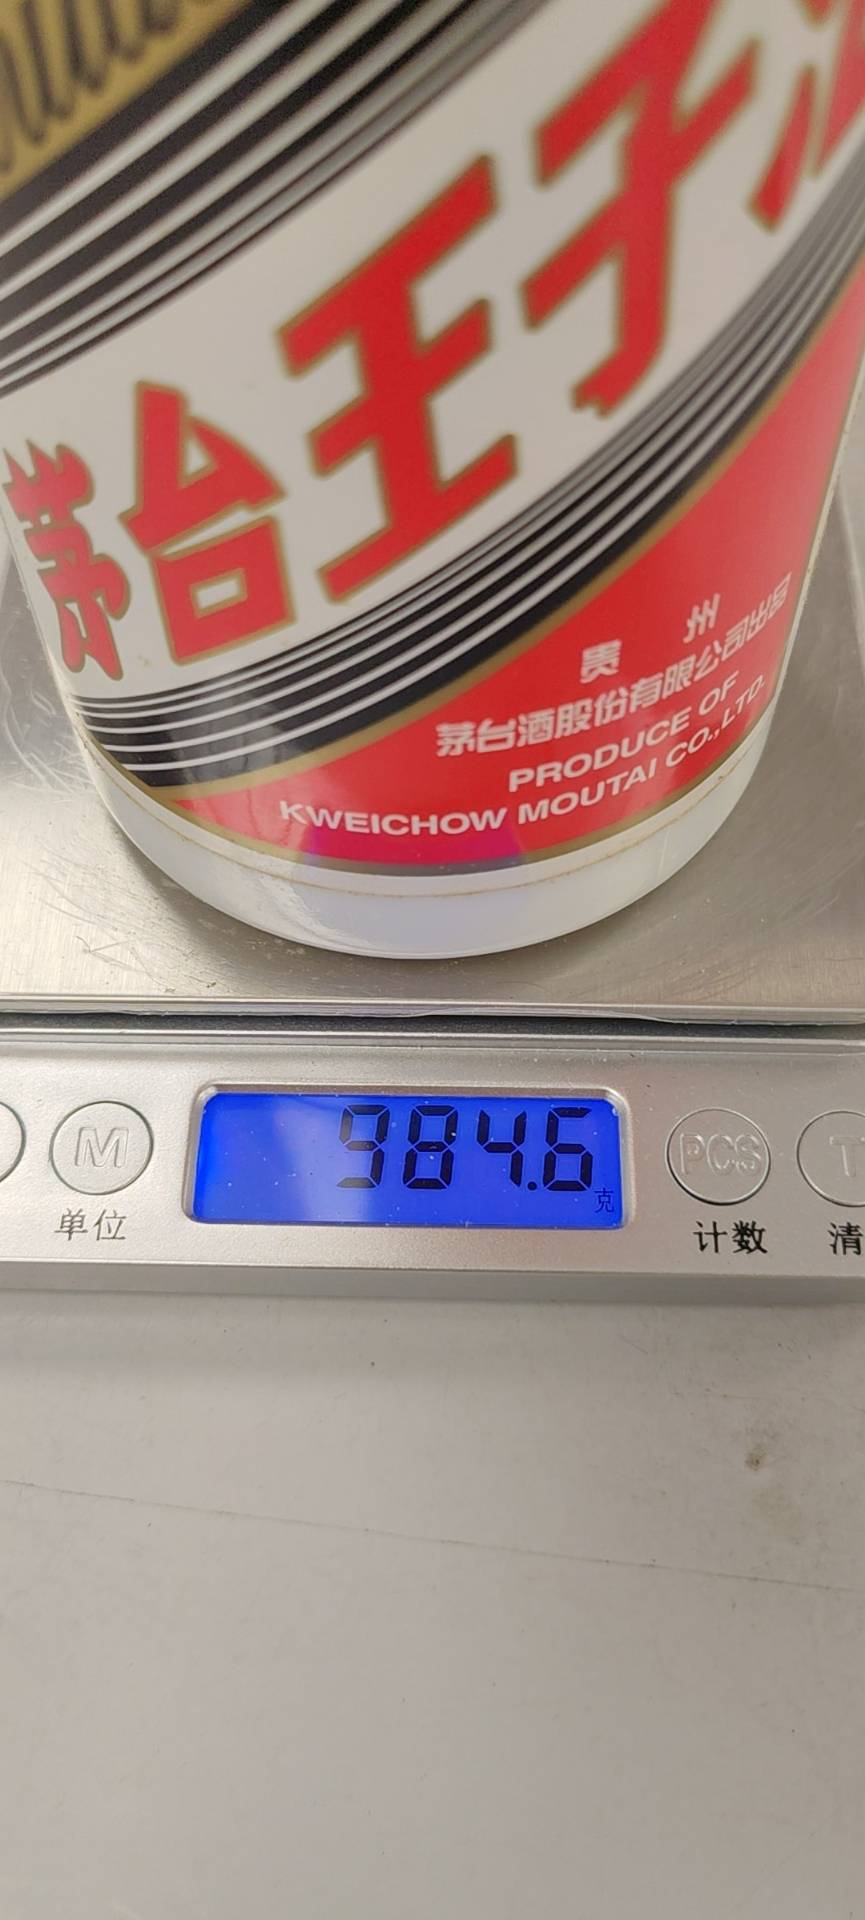 茅台王子
贵州
茅台酒股份有限公司出品
PRODUCE OF
KWEICHOW MOUTAI CO.,LTD.
984.6
克
M
PCS
T
单位
计数
清